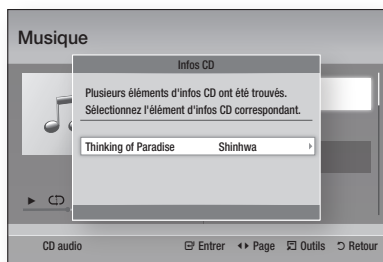 Musique
Infos CD
Plusieurs éléments d'infos CD ont été trouvés.
Sélectionnez l'élément d'infos CD correspondant.
Thinking of Paradise Shinhwa
CD audio Entrer Page Outils Retour